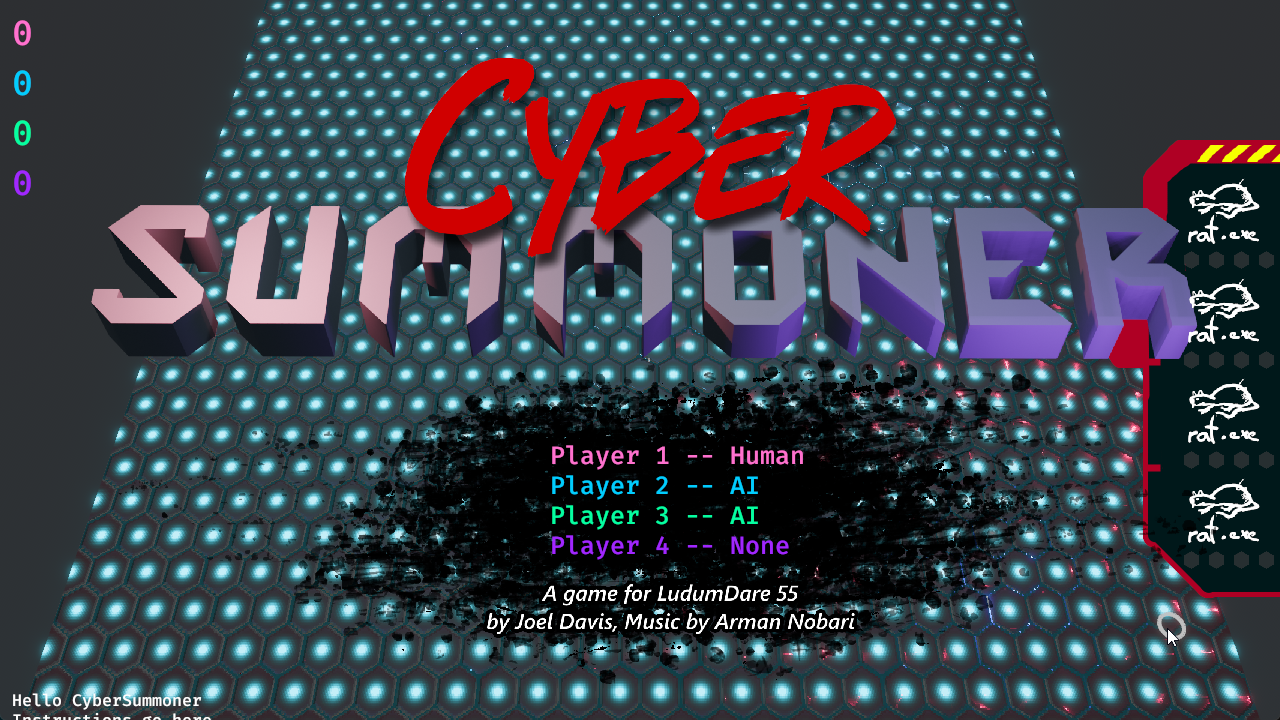 0
0
0
0
CYBER
SUMMONER
rat.exe
rat.exe
rat.exe
rat.exe
Player 1 -- Human
Player 2 -- AI
Player 3 -- AI
Player 4 -- None
A game for LudumDare 55
by Joel Davis, Music by Arman Nobari
Hello CyberSummoner
Instructions go here